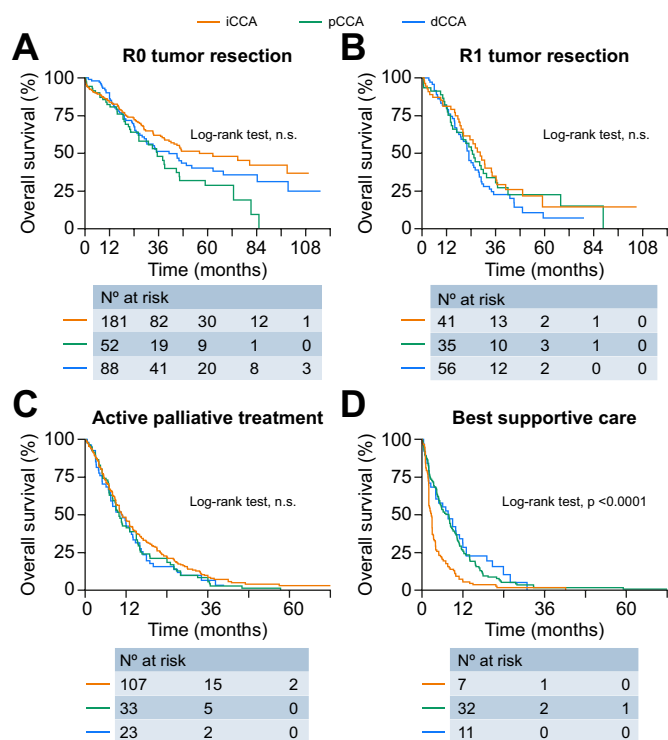 iCCA pCCA dCCA
A R0 tumor resection
Overall survival (%)
100
75
50
25
0
Log-rank test, n.s.
0 12 36 60 84 108
Time (months)
Nº at risk
181 82 30 12 1
52 19 9 1 0
88 41 20 8 3
B R1 tumor resection
Overall survival (%)
100
75
50
25
0
Log-rank test, n.s.
0 12 36 60 84 108
Time (months)
Nº at risk
41 13 2 1 0
35 10 3 1 0
56 12 2 0 0
C Active palliative treatment
Overall survival (%)
100
75
50
25
0
Log-rank test, n.s.
0 12 36 60
Time (months)
Nº at risk
107 15 2
33 5 0
23 2 0
D Best supportive care
Overall survival (%)
100
75
50
25
0
Log-rank test, p <0.0001
0 12 36 60
Time (months)
Nº at risk
7 1 0
32 2 1
11 0 0